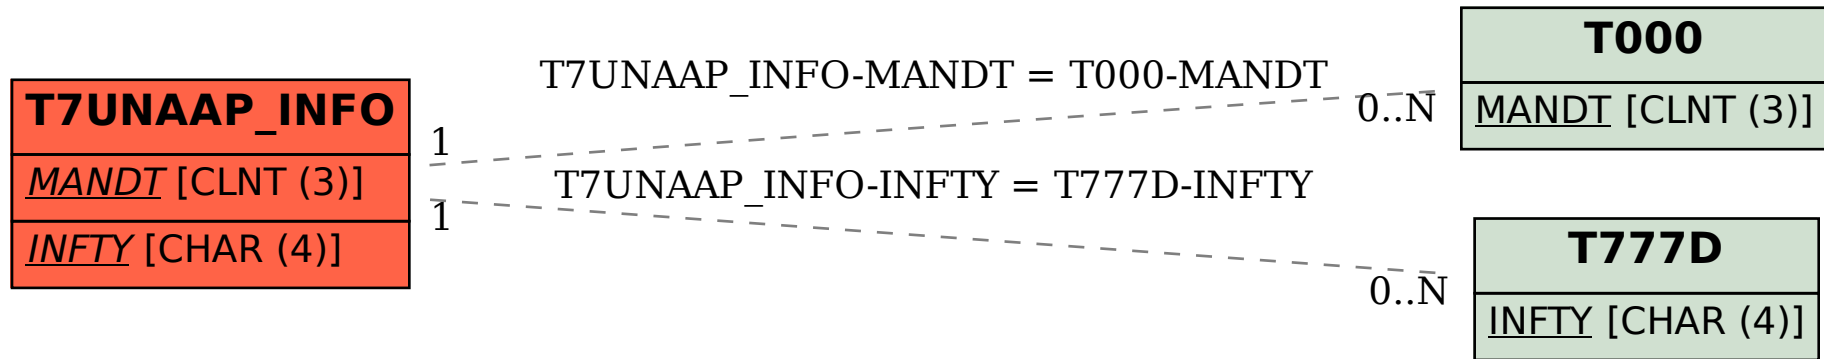 T7UNAAP_INFO
MANDT [CLNT (3)]
INFTY [CHAR (4)]
T7UNAAP_INFO-MANDT = T000-MANDT
1
0..N
T7UNAAP_INFO-INFTY = T777D-INFTY
1
0..N
T000
MANDT [CLNT (3)]
T777D
INFTY [CHAR (4)]